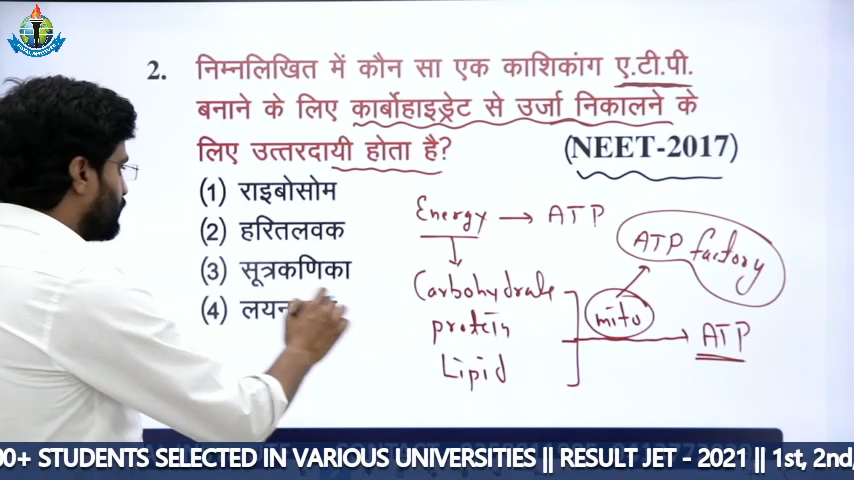 2. निम्नलिखित में कौन सा एक काशिकांग ए.टी.पी.
बनाने के लिए कार्बोहाइड्रेट से उर्जा निकालने के
लिए उत्तरदायी होता है? (NEET-2017)
(1) राइबोसोम
(2) हरितलवक
(3) सूत्रकणिका
(4) लयन
Energy → ATP
ATP factory
Carbohydrate
protein
Lipid
mito
ATP
00+ STUDENTS SELECTED IN VARIOUS UNIVERSITIES || RESULT JET - 2021 || 1st, 2nd,